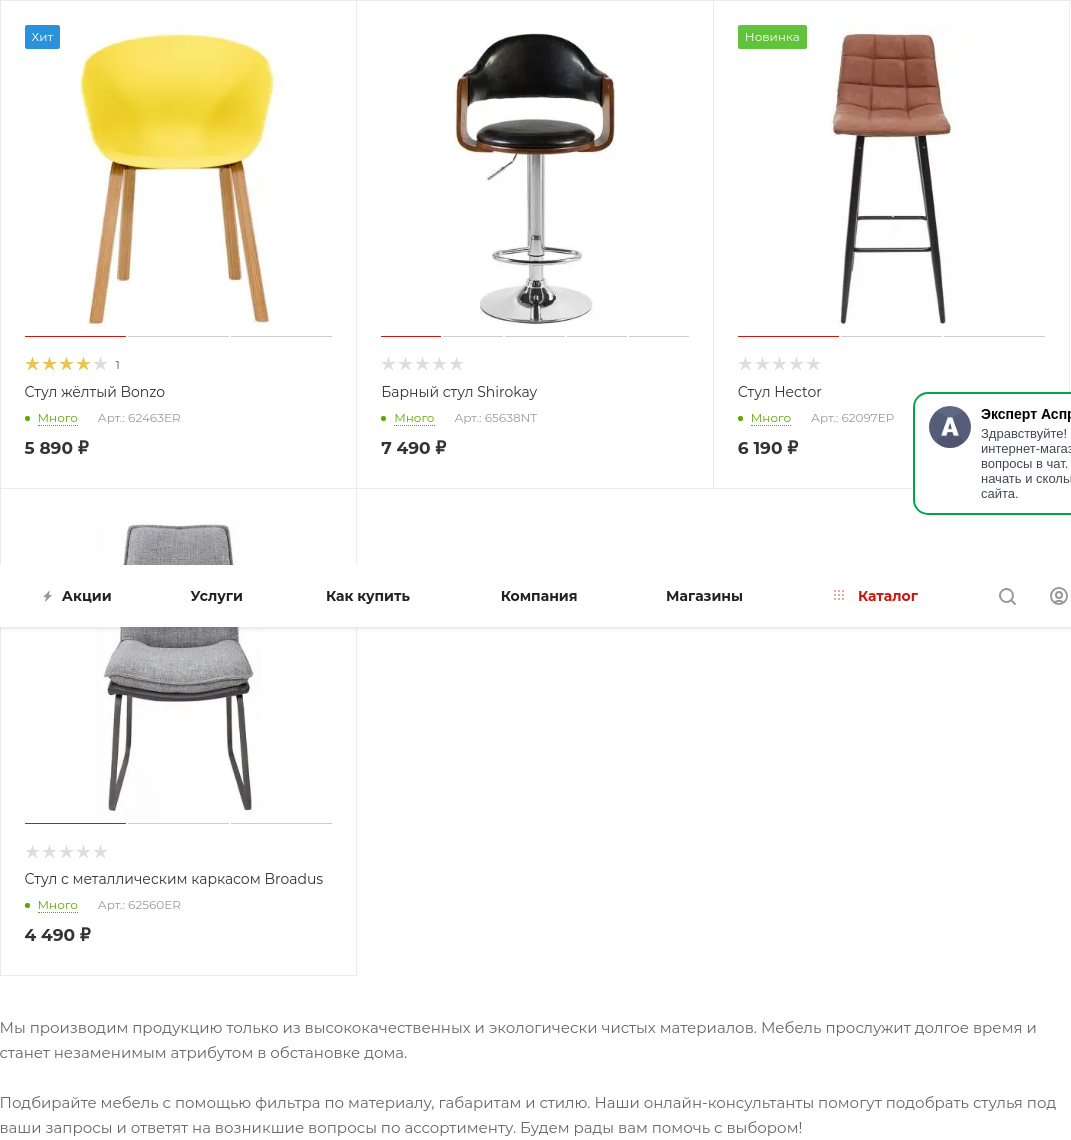 Хит
Новинка
1
Стул жёлтый Bonzo
Много Арт.: 62463ER
5 890 ₽
Барный стул Shirokay
Много Арт.: 65638NT
7 490 ₽
Стул Hector
Много Арт.: 62097EP
6 190 ₽
Эксперт Аспр
Здравствуйте!
интернет-магаз
вопросы в чат.
начать и сколь
сайта.
A
Акции Услуги Как купить Компания Магазины Каталог
Стул с металлическим каркасом Broadus
Много Арт.: 62560ER
4 490 ₽
Мы производим продукцию только из высококачественных и экологически чистых материалов. Мебель прослужит долгое время и
станет незаменимым атрибутом в обстановке дома.
Подбирайте мебель с помощью фильтра по материалу, габаритам и стилю. Наши онлайн-консультанты помогут подобрать стулья под
ваши запросы и ответят на возникшие вопросы по ассортименту. Будем рады вам помочь с выбором!